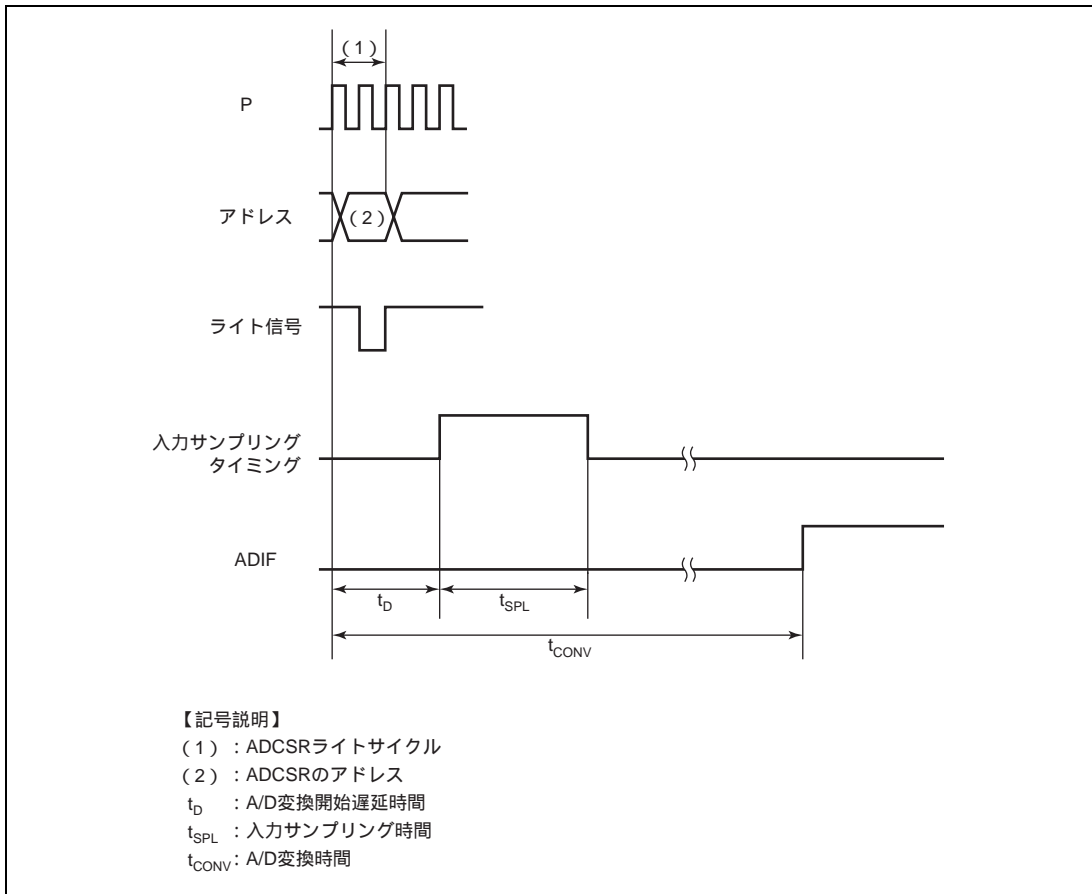 （1）
P
アドレス
（2）
ライト信号
入力サンプリング
タイミング
ADIF
tD
tSPL
tCONV
【記号説明】
（1）：ADCSRライトサイクル
（2）：ADCSRのアドレス
tD ：A/D変換開始遅延時間
tSPL ：入力サンプリング時間
tCONV：A/D変換時間